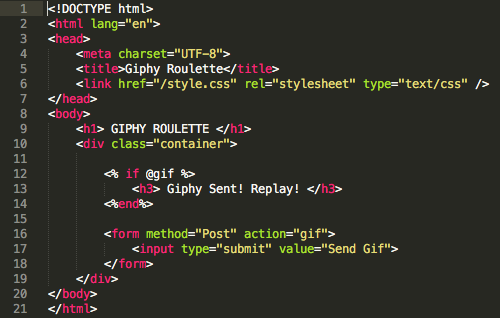 1 <!DOCTYPE html>
2 <html lang="en">
3 <head>
4     <meta charset="UTF-8">
5     <title>Giphy Roulette</title>
6     <link href="/style.css" rel="stylesheet" type="text/css" />
7 </head>
8 <body>
9     <h1> GIPHY ROULETTE </h1>
10     <div class="container">
11
12         <% if @gif %>
13             <h3> Giphy Sent! Replay! </h3>
14         <%end%>
15
16         <form method="Post" action="gif">
17             <input type="submit" value="Send Gif">
18         </form>
19     </div>
20 </body>
21 </html>